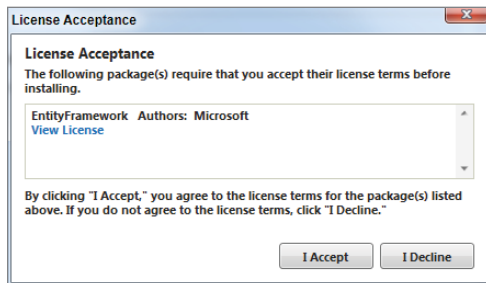 License Acceptance
License Acceptance
The following package(s) require that you accept their license terms before
installing.
EntityFramework Authors: Microsoft
View License
By clicking "I Accept," you agree to the license terms for the package(s) listed
above. If you do not agree to the license terms, click "I Decline."
I Accept I Decline